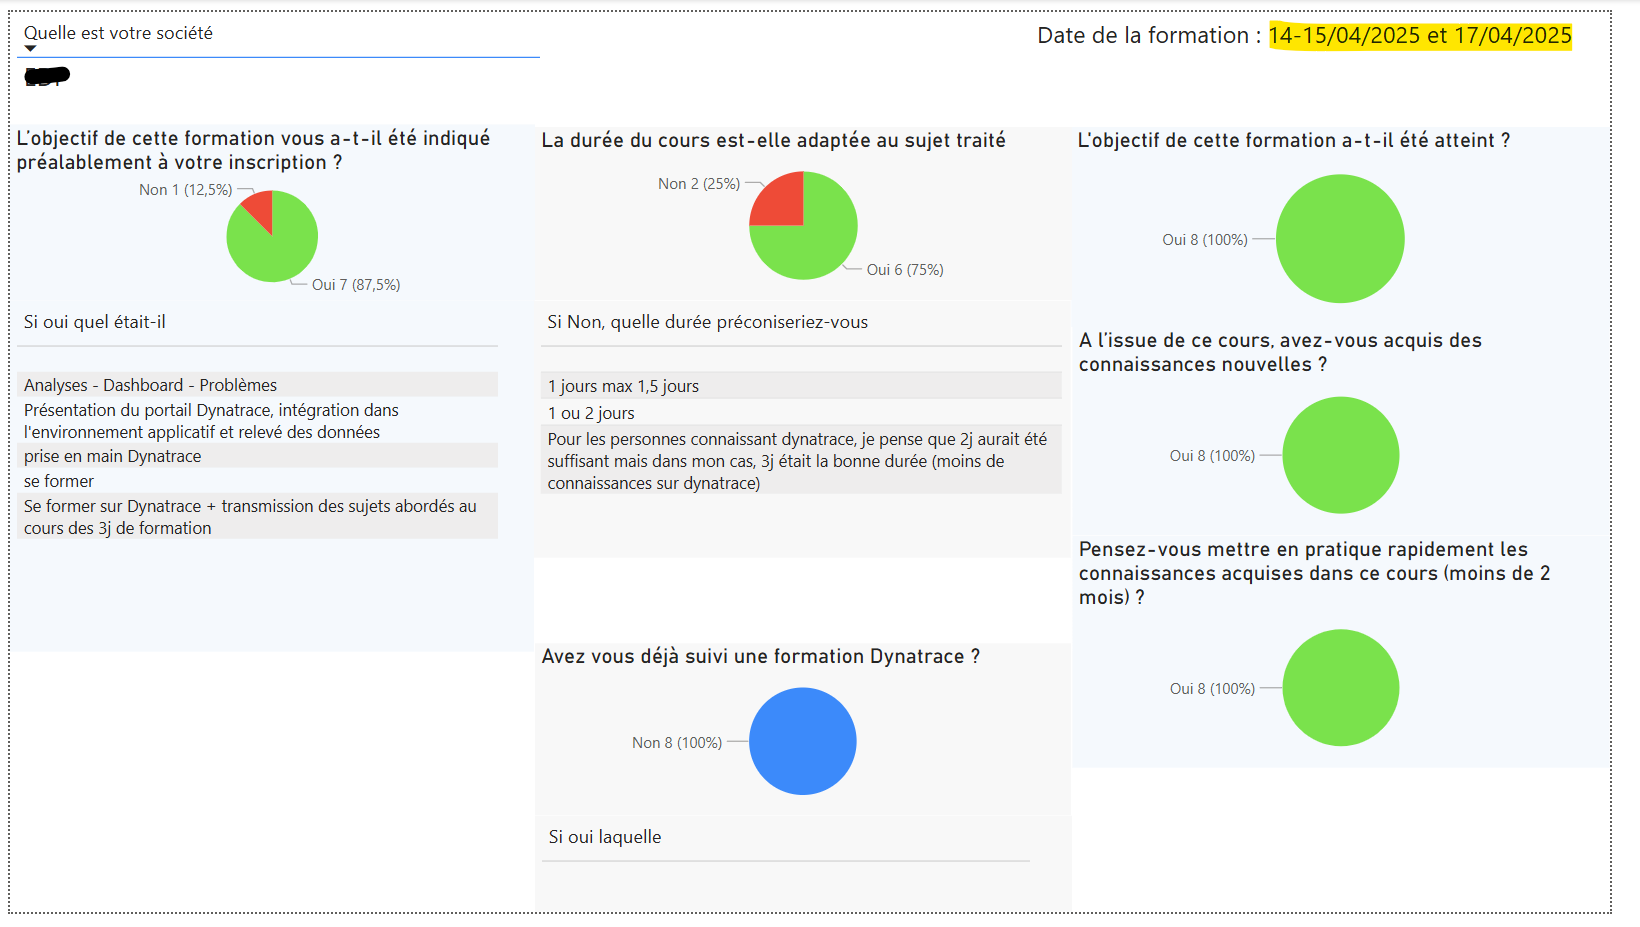 Quelle est votre société
Date de la formation : 14-15/04/2025 et 17/04/2025
L'objectif de cette formation vous a-t-il été indiqué
préalablement à votre inscription ?
Non 1 (12,5%)
Oui 7 (87,5%)
Si oui quel était-il
Analyses - Dashboard - Problèmes
Présentation du portail Dynatrace, intégration dans
l'environnement applicatif et relevé des données
prise en main Dynatrace
se former
Se former sur Dynatrace + transmission des sujets abordés au
cours des 3j de formation
La durée du cours est-elle adaptée au sujet traité
Non 2 (25%)
Oui 6 (75%)
Si Non, quelle durée préconiseriez-vous
1 jours max 1,5 jours
1 ou 2 jours
Pour les personnes connaissant dynatrace, je pense que 2j aurait été
suffisant mais dans mon cas, 3j était la bonne durée (moins de
connaissances sur dynatrace)
Avez vous déjà suivi une formation Dynatrace ?
Non 8 (100%)
Si oui laquelle
L'objectif de cette formation a-t-il été atteint ?
Oui 8 (100%)
A l'issue de ce cours, avez-vous acquis des
connaissances nouvelles ?
Oui 8 (100%)
Pensez-vous mettre en pratique rapidement les
connaissances acquises dans ce cours (moins de 2
mois) ?
Oui 8 (100%)